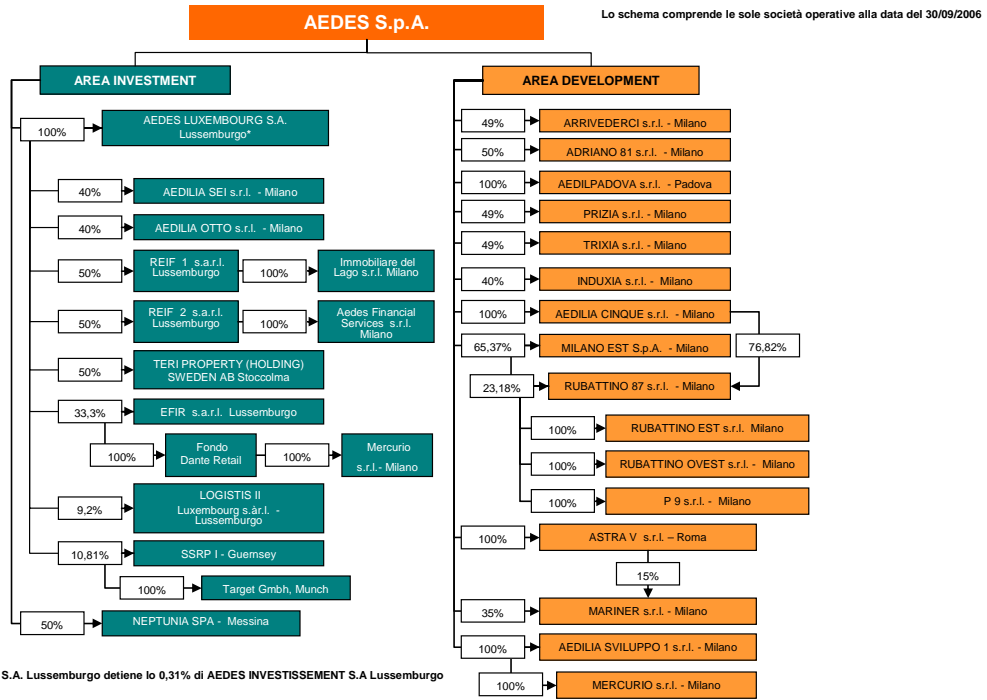 AEDES S.p.A.
Lo schema comprende le sole società operative alla data del 30/09/2006
AREA INVESTMENT
100%
AEDES LUXEMBOURG S.A.
Lussemburgo*
40%
AEDILIA SEI s.r.l. - Milano
40%
AEDILIA OTTO s.r.l. - Milano
50%
REIF 1 s.a.r.l.
Lussemburgo
100%
Immobiliare del
Lago s.r.l. Milano
50%
REIF 2 s.a.r.l.
Lussemburgo
100%
Aedes Financial
Services s.r.l.
Milano
50%
TERI PROPERTY (HOLDING)
SWEDEN AB Stoccolma
33,3%
EFIR s.a.r.l. Lussemburgo
100%
Fondo
Dante Retail
100%
Mercurio
s.r.l.- Milano
9,2%
LOGISTIS II
Luxembourg s.àr.l. -
Lussemburgo
10,81%
SSRP I - Guernsey
100%
Target Gmbh, Munch
50%
NEPTUNIA SPA - Messina
AREA DEVELOPMENT
49%
ARRIVEDERCI s.r.l. - Milano
50%
ADRIANO 81 s.r.l. - Milano
100%
AEDILPADOVA s.r.l. - Padova
49%
PRIZIA s.r.l. - Milano
49%
TRIXIA s.r.l. - Milano
40%
INDUXIA s.r.l. - Milano
100%
AEDILIA CINQUE s.r.l. - Milano
65,37%
MILANO EST S.p.A. - Milano
76,82%
23,18%
RUBATTINO 87 s.r.l. - Milano
100%
RUBATTINO EST s.r.l. Milano
100%
RUBATTINO OVEST s.r.l. - Milano
100%
P 9 s.r.l. - Milano
100%
ASTRA V s.r.l. – Roma
15%
35%
MARINER s.r.l. - Milano
100%
AEDILIA SVILUPPO 1 s.r.l. - Milano
100%
MERCURIO s.r.l. - Milano
S.A. Lussemburgo detiene lo 0,31% di AEDES INVESTISSEMENT S.A Lussemburgo